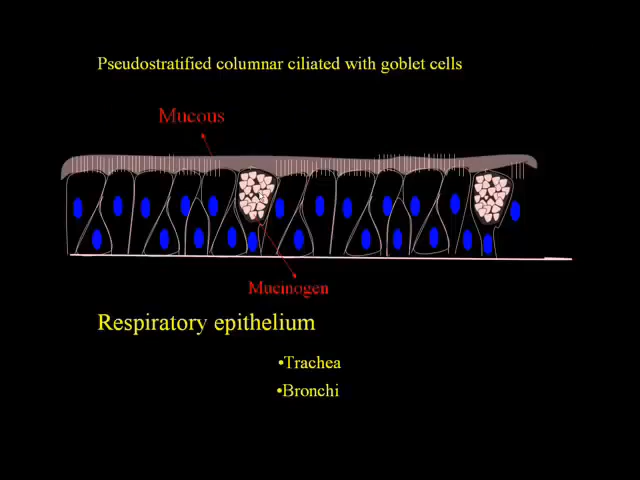 Pseudostratified columnar ciliated with goblet cells
Mucous
Mucinogen
Respiratory epithelium
•Trachea
•Bronchi